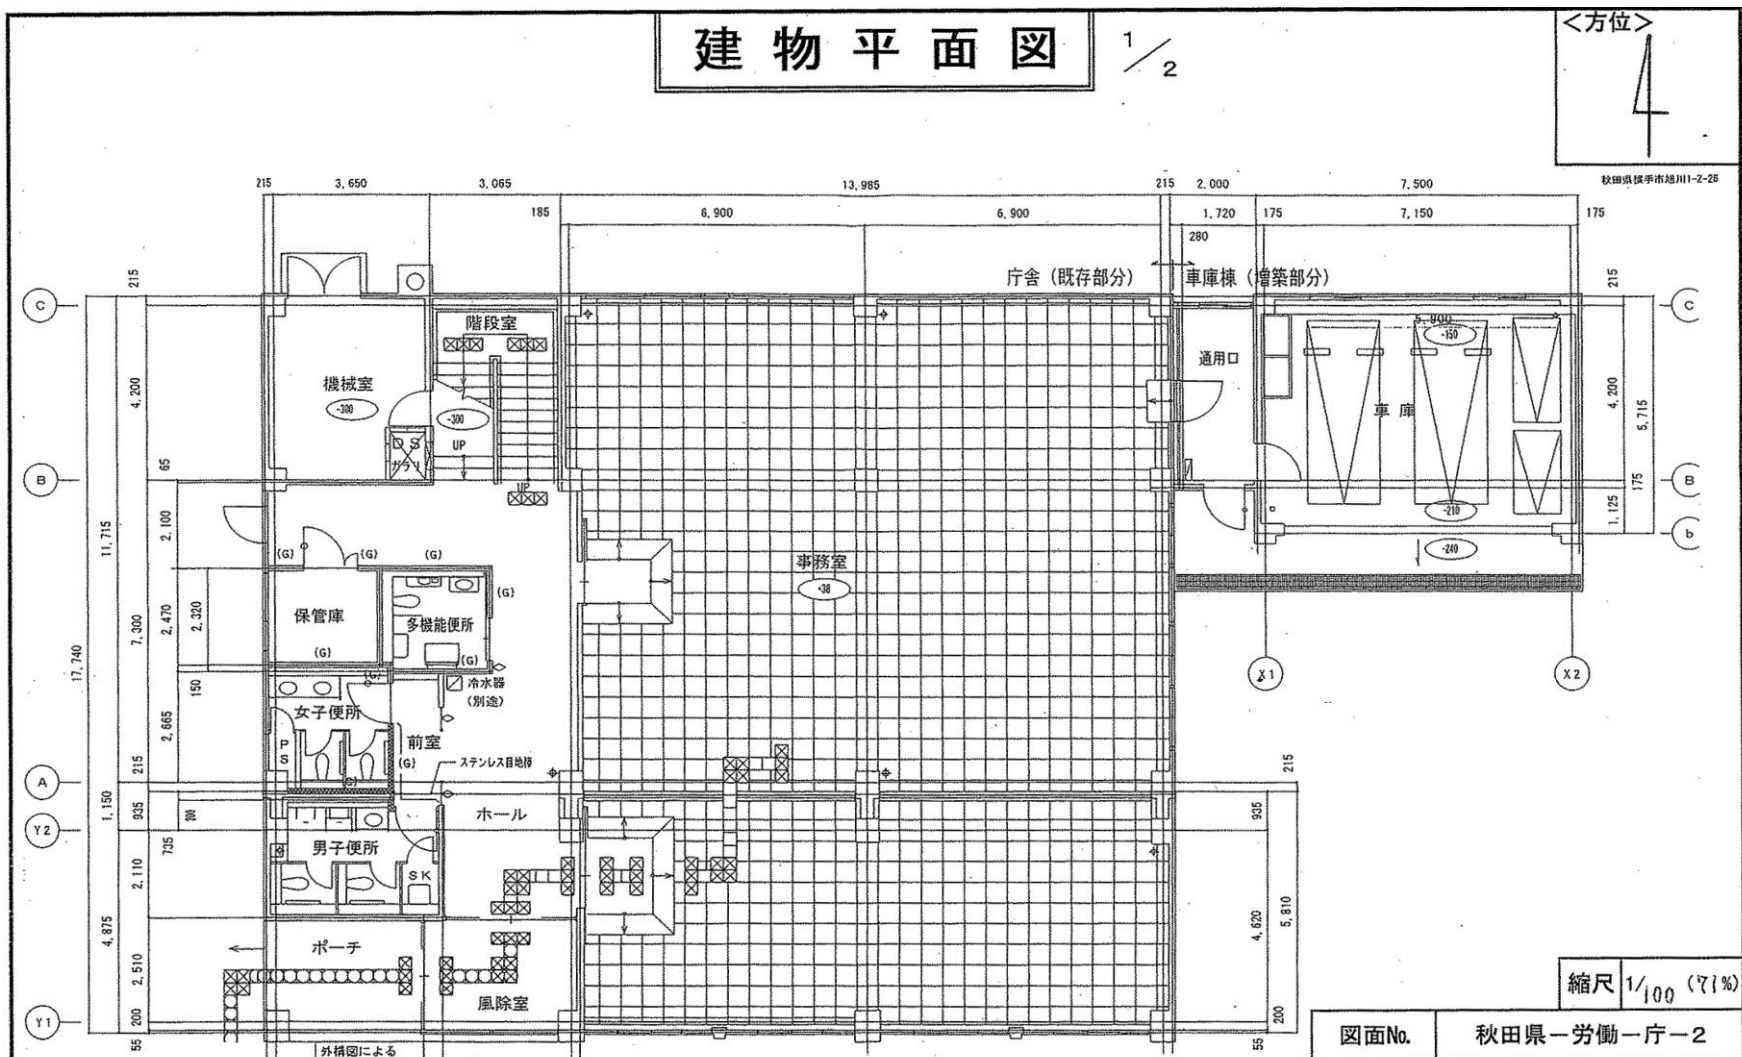 建物平面図 1/2
<方位>
4
秋田県横手市旭川1-2-26
215 3,650 3,065 13,985 215 2,000 7,500
185 6,900 6,900 1,720 175 7,150 175
280
庁舎（既存部分） 車庫棟（増築部分）
215 215
C C
階段室
5,900
-150
通用口
機械室
-300 -300
4,200 4,200
5,715
車庫
DS
ガラリ
UP
65
B B
UP
175
-210
1,125
11,715
2,100
b
(G) (G) (G)
-240
事務室
+38
保管庫
多機能便所
(G)
(G) (G)
7,300
2,470
2,320
17,740
X1 X2
(G)
冷水器
（別途）
150
女子便所
2,665
前室
PS
(G)
ステンレス目地棒
215 215
(G)
A
1,150
935
200
ホール
935
Y2
735
男子便所
2,110
SK
4,620
5,810
4,875
ポーチ
2,510
風除室
縮尺 1/100 (71%)
200 200
Y1
図面No. 秋田県－労働－庁－2
55 55
外構図による